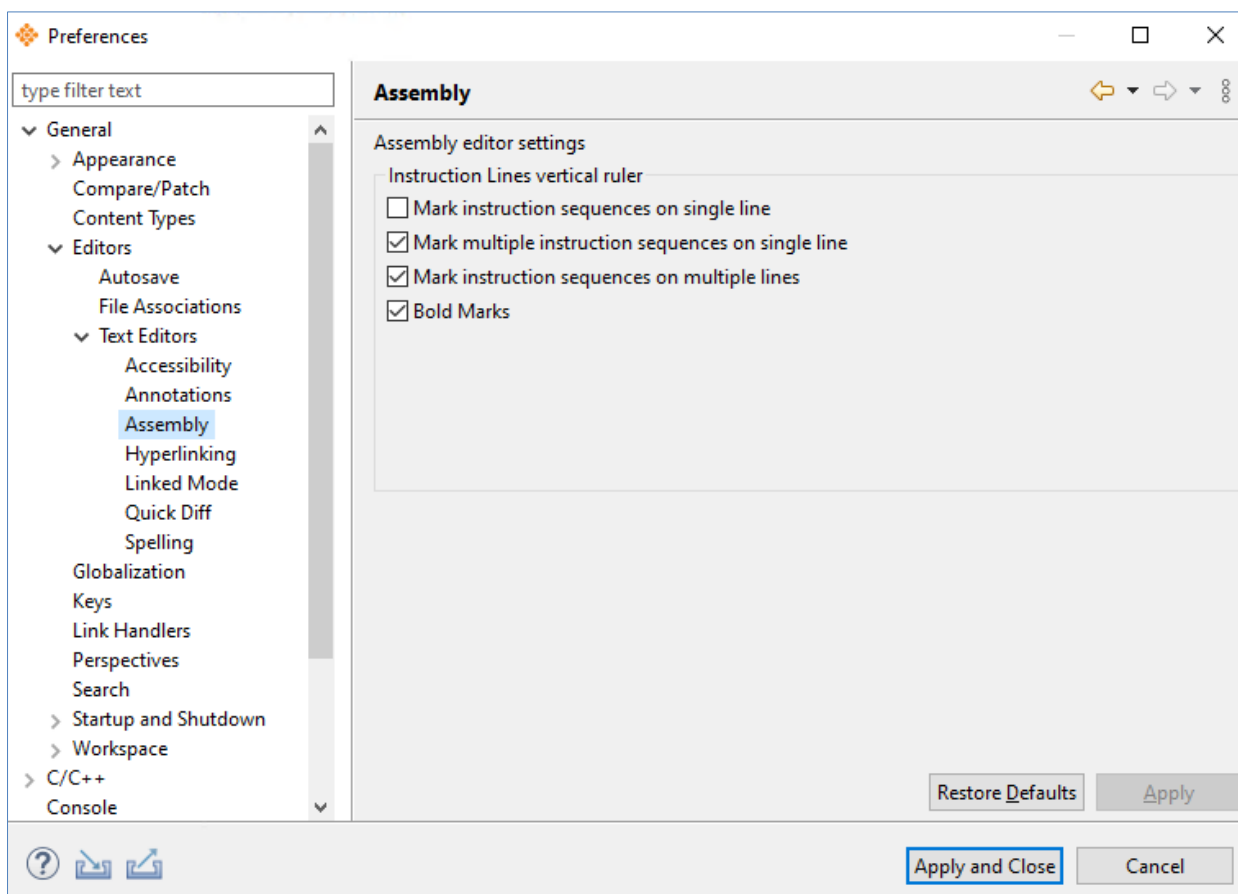 Preferences
type filter text
General
Appearance
Compare/Patch
Content Types
Editors
Autosave
File Associations
Text Editors
Accessibility
Annotations
Assembly
Hyperlinking
Linked Mode
Quick Diff
Spelling
Globalization
Keys
Link Handlers
Perspectives
Search
Startup and Shutdown
Workspace
C/C++
Console
Assembly
Assembly editor settings
Instruction Lines vertical ruler
Mark instruction sequences on single line
Mark multiple instruction sequences on single line
Mark instruction sequences on multiple lines
Bold Marks
Restore Defaults
Apply
?
Apply and Close
Cancel